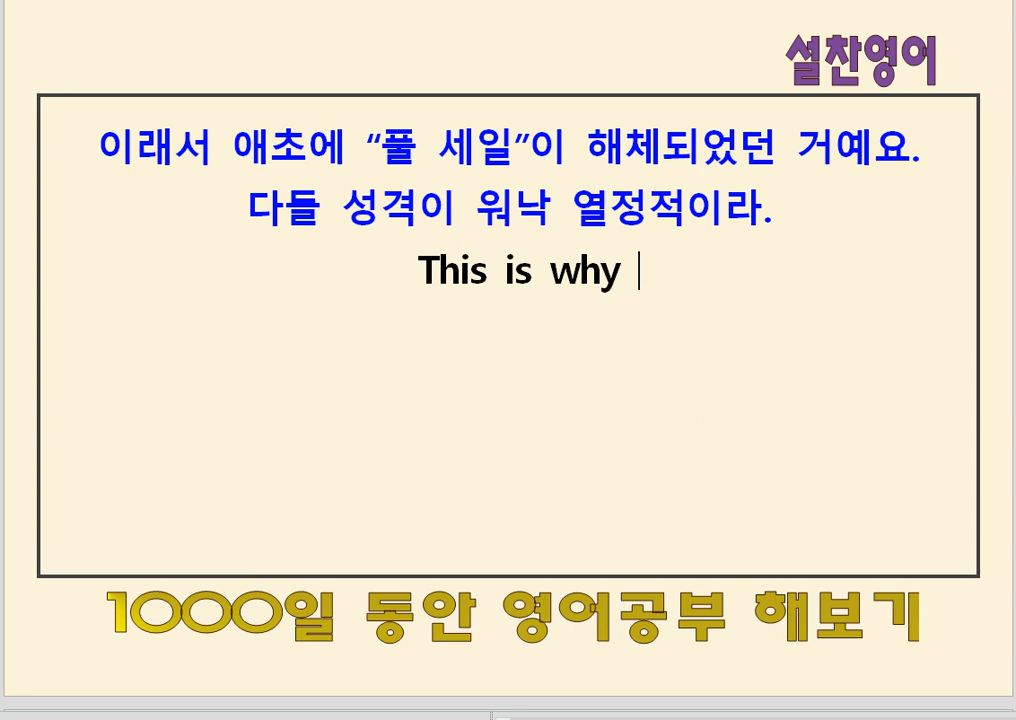 설찬영어
이래서 애초에 “풀 세일”이 해체되었던 거예요.
다들 성격이 워낙 열정적이라.
This is why
1000일 동안 영어공부 해보기